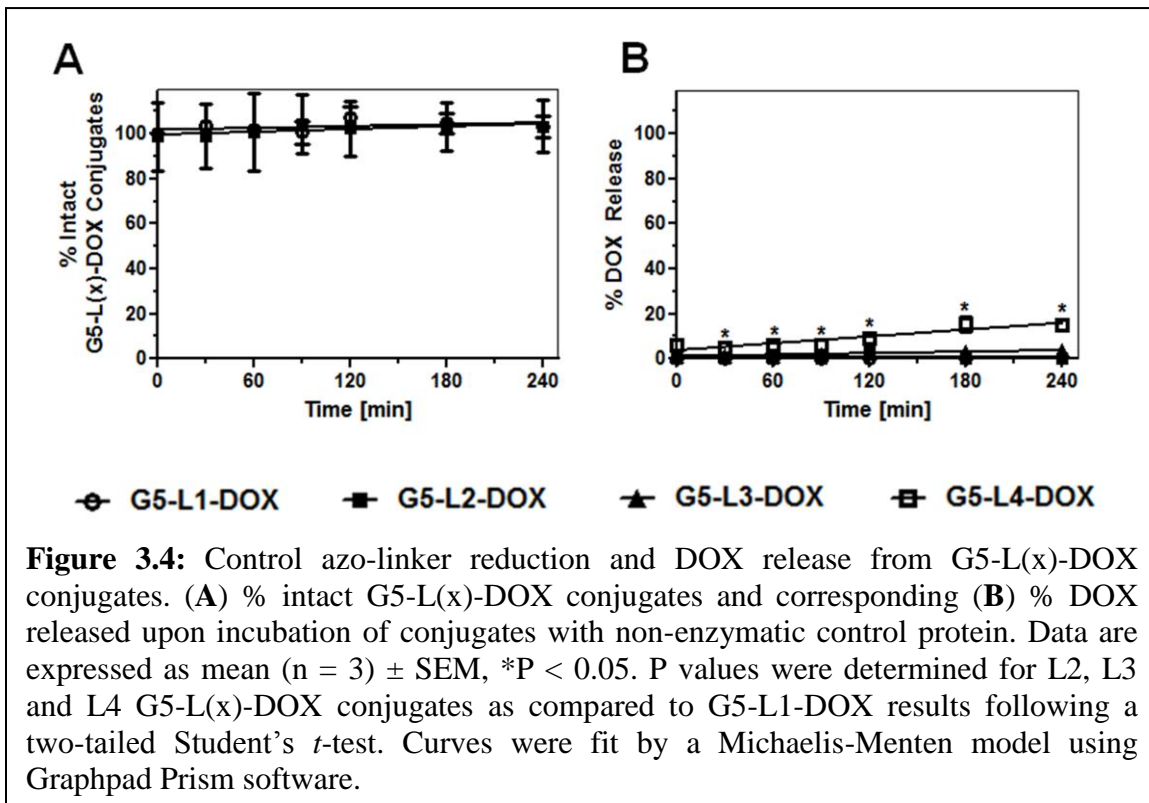 A
B
% Intact
G5-L(x)-DOX Conjugates
100
80
60
40
20
0
0
60
120
180
240
Time [min]
% DOX Release
100
80
60
40
20
0
* * * * * *
0
60
120
180
240
Time [min]
G5-L1-DOX
G5-L2-DOX
G5-L3-DOX
G5-L4-DOX
Figure 3.4: Control azo-linker reduction and DOX release from G5-L(x)-DOX
conjugates. (A) % intact G5-L(x)-DOX conjugates and corresponding (B) % DOX
released upon incubation of conjugates with non-enzymatic control protein. Data are
expressed as mean (n = 3) ± SEM, *P < 0.05. P values were determined for L2, L3
and L4 G5-L(x)-DOX conjugates as compared to G5-L1-DOX results following a
two-tailed Student’s t-test. Curves were fit by a Michaelis-Menten model using
Graphpad Prism software.